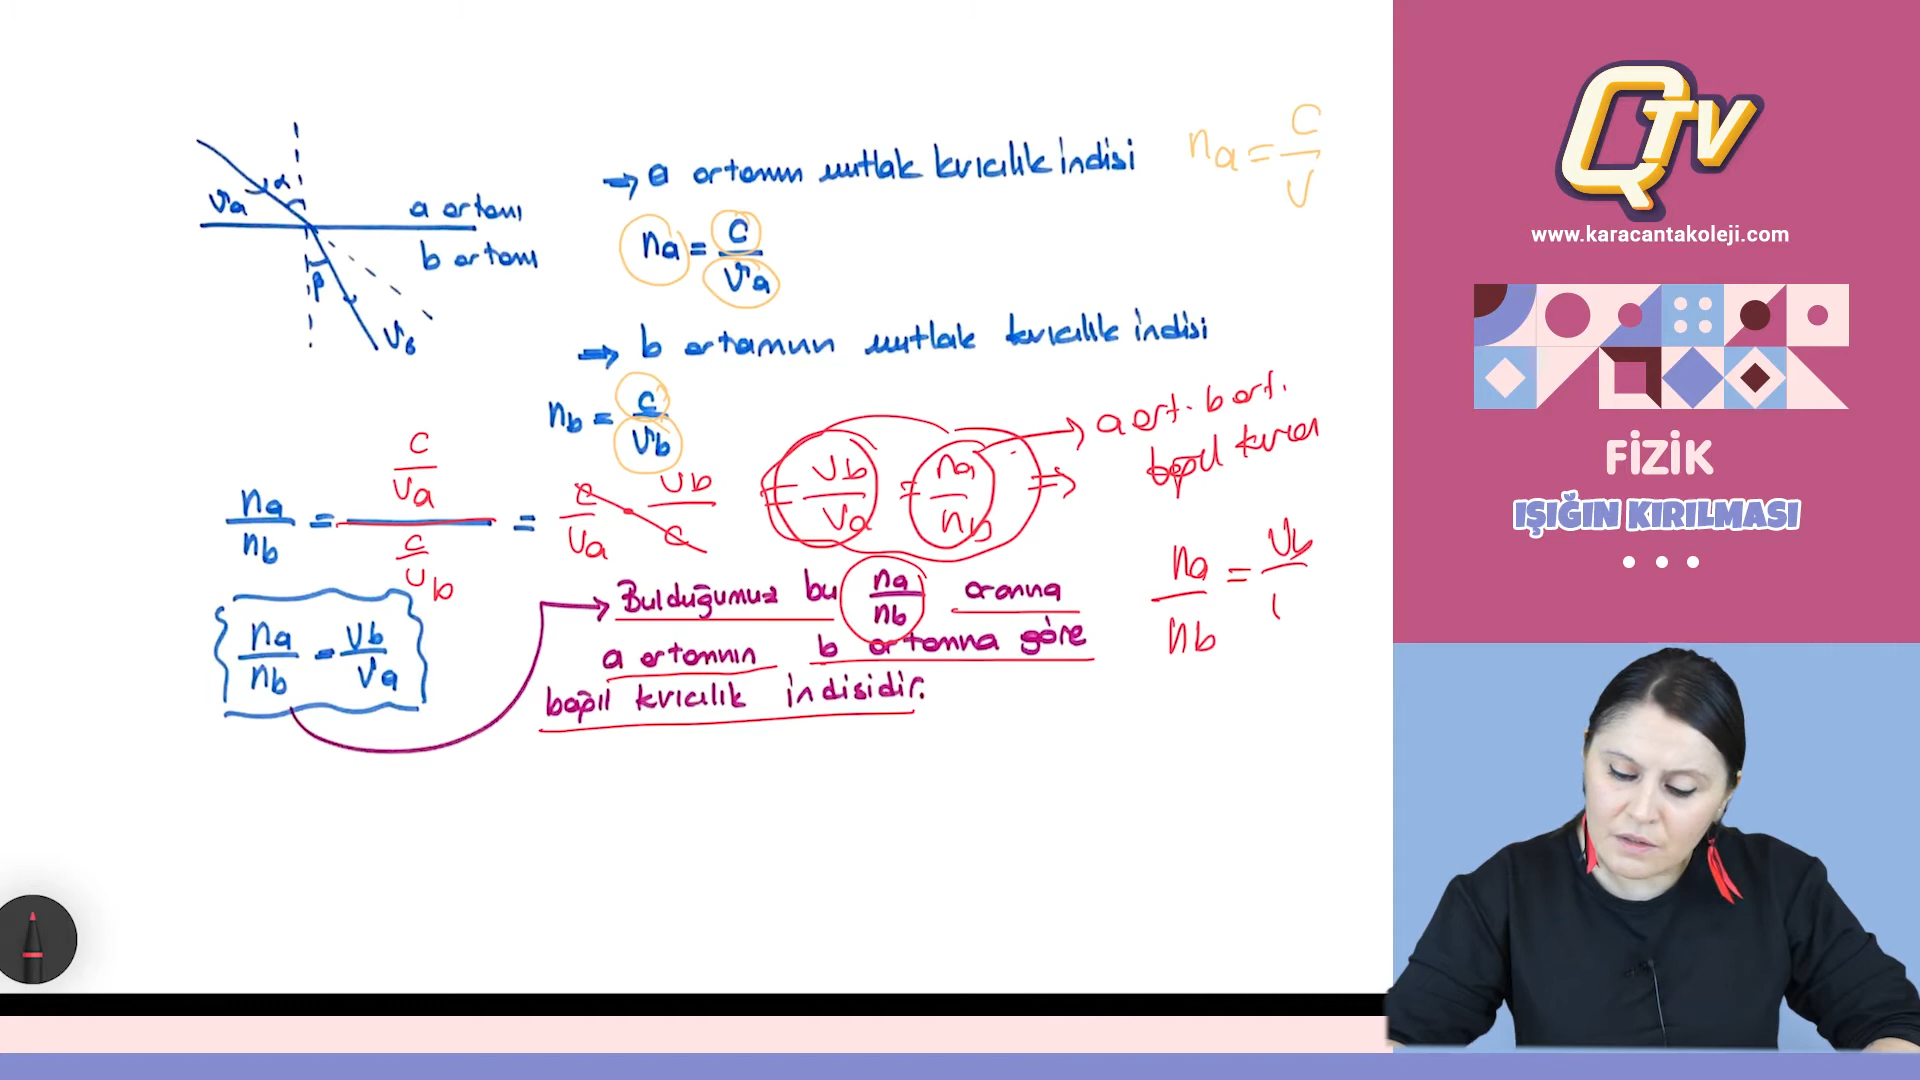 α
va
a ortamı
b ortamı
β
vb
→ a ortamın mutlak kırıcılık indisi
na = c / va
na = c / v
→ b ortamının mutlak kırıcılık indisi
nb = c / vb
na / nb = c / va / c / vb = c / va vb / c = vb / va = na / nb ⇒
→ a ort. b ort.
bağıl kırıcı
na / nb = vb /
na / nb = vb / va
→ Bulduğumuz bu na / nb oranına
a ortamının b ortamına göre
bağıl kırıcılık indisidir.
QTV
www.karacantakoleji.com
FİZİK
IŞIĞIN KIRILMASI